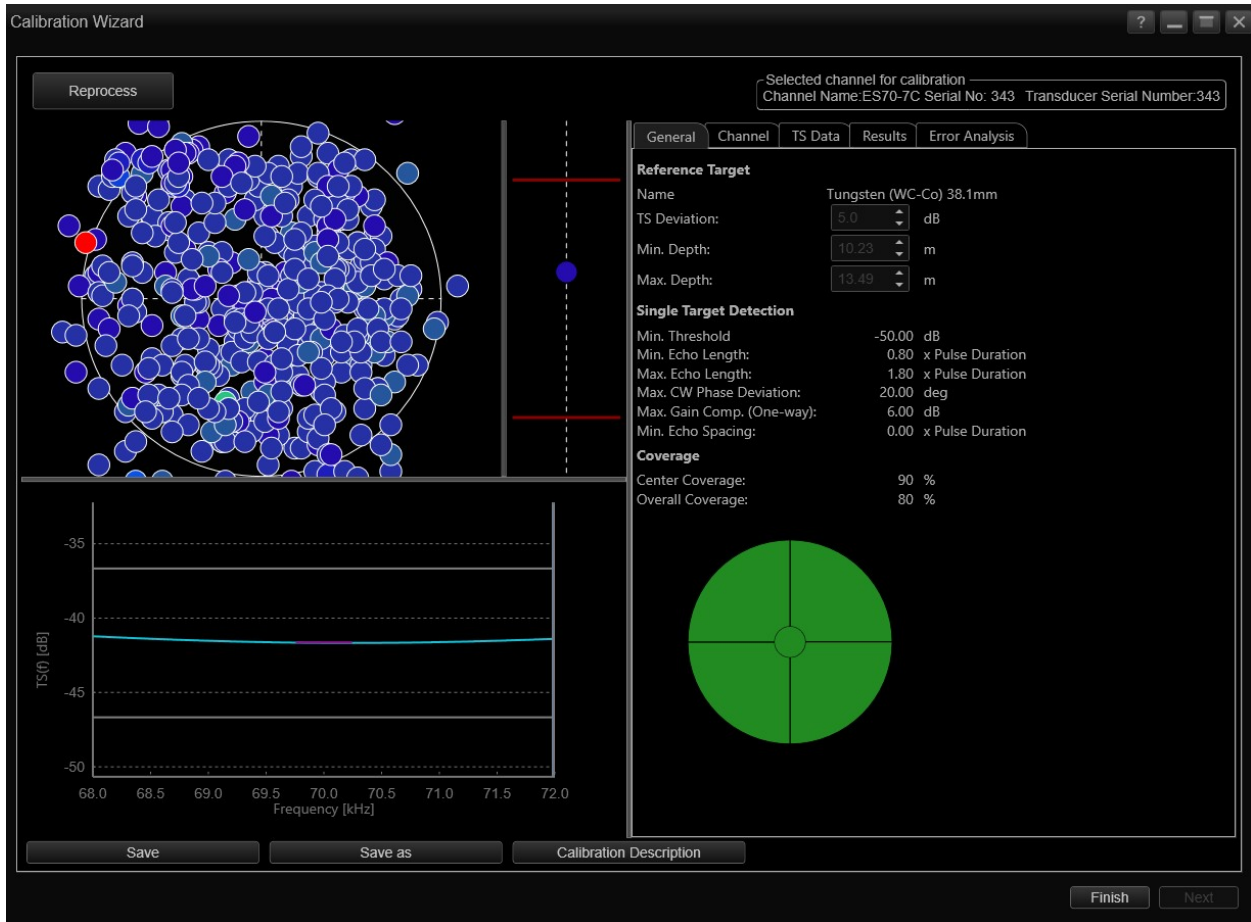 Calibration Wizard
?
Reprocess
Selected channel for calibration
Channel Name:ES70-7C Serial No: 343 Transducer Serial Number:343
General Channel TS Data Results Error Analysis
Reference Target
Name Tungsten (WC-Co) 38.1mm
TS Deviation: 5.0 dB
Min. Depth: 10.23 m
Max. Depth: 13.49 m
Single Target Detection
Min. Threshold -50.00 dB
Min. Echo Length: 0.80 x Pulse Duration
Max. Echo Length: 1.80 x Pulse Duration
Max. CW Phase Deviation: 20.00 deg
Max. Gain Comp. (One-way): 6.00 dB
Min. Echo Spacing: 0.00 x Pulse Duration
Coverage
Center Coverage: 90 %
Overall Coverage: 80 %
-35
-40
-45
-50
TS(f) [dB]
68.0 68.5 69.0 69.5 70.0 70.5 71.0 71.5 72.0
Frequency [kHz]
Save Save as Calibration Description
Finish Next